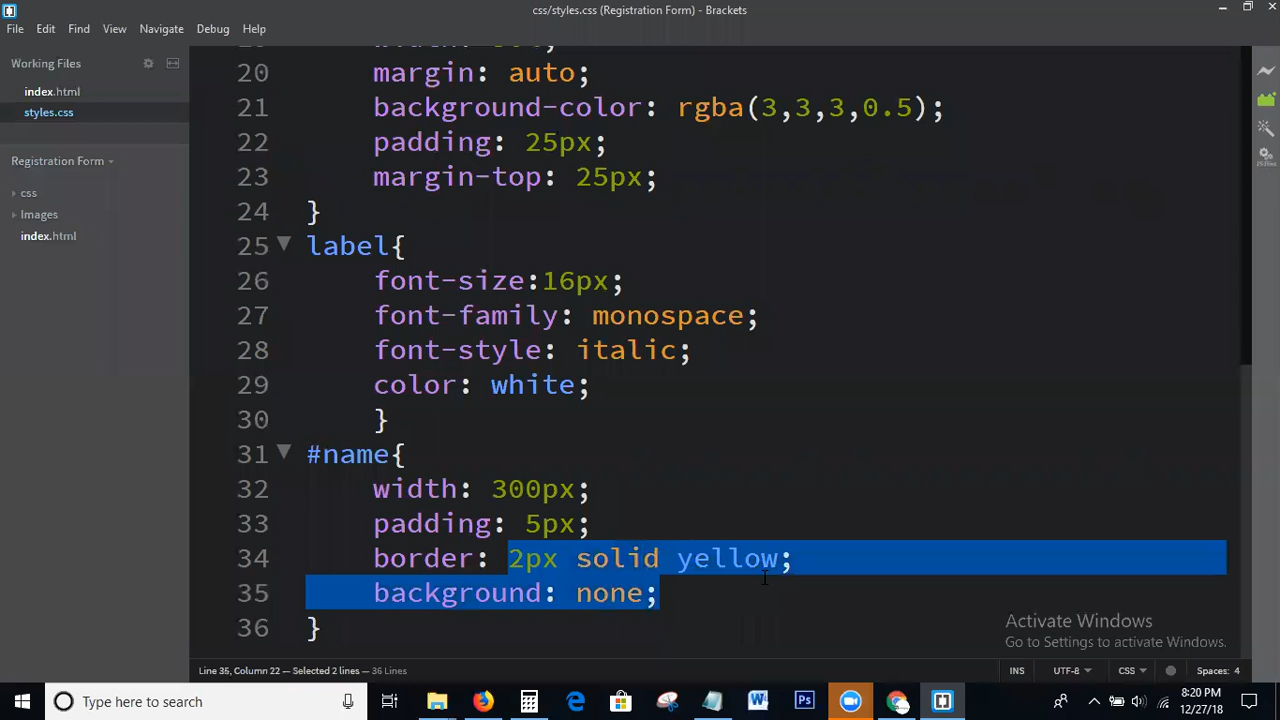 css/styles.css (Registration Form) - Brackets
File Edit Find View Navigate Debug Help
Working Files
index.html
styles.css
Registration Form
css
Images
index.html
20 margin: auto;
21 background-color: rgba(3,3,3,0.5);
22 padding: 25px;
23 margin-top: 25px;
24 }
25 label{
26 font-size:16px;
27 font-family: monospace;
28 font-style: italic;
29 color: white;
30 }
31 #name{
32 width: 300px;
33 padding: 5px;
34 border: 2px solid yellow;
35 background: none;
36 }
Activate Windows
Go to Settings to activate Windows.
Line 35, Column 22 — Selected 2 lines — 36 Lines
INS UTF-8 CSS Spaces: 4
Type here to search
8:20 PM
12/27/18